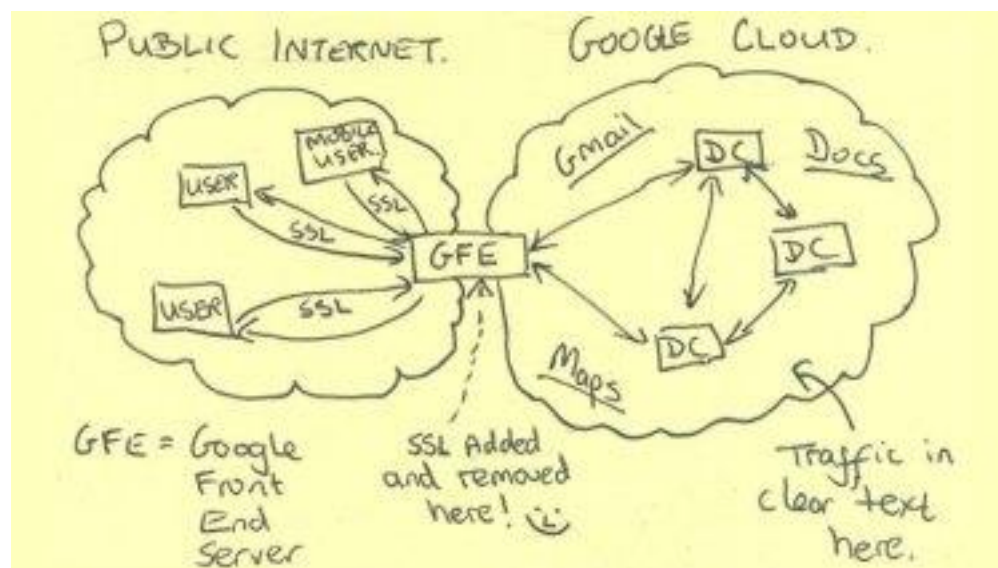 PUBLIC INTERNET.
GOOGLE CLOUD.
MOBILE
USER.
USER
SSL
SSL
GFE
USER
SSL
Gmail
DC
Docs
DC
DC
Maps
GFE = Google
Front
End
Server
SSL Added
and removed
here!
Traffic in
clear text
here.